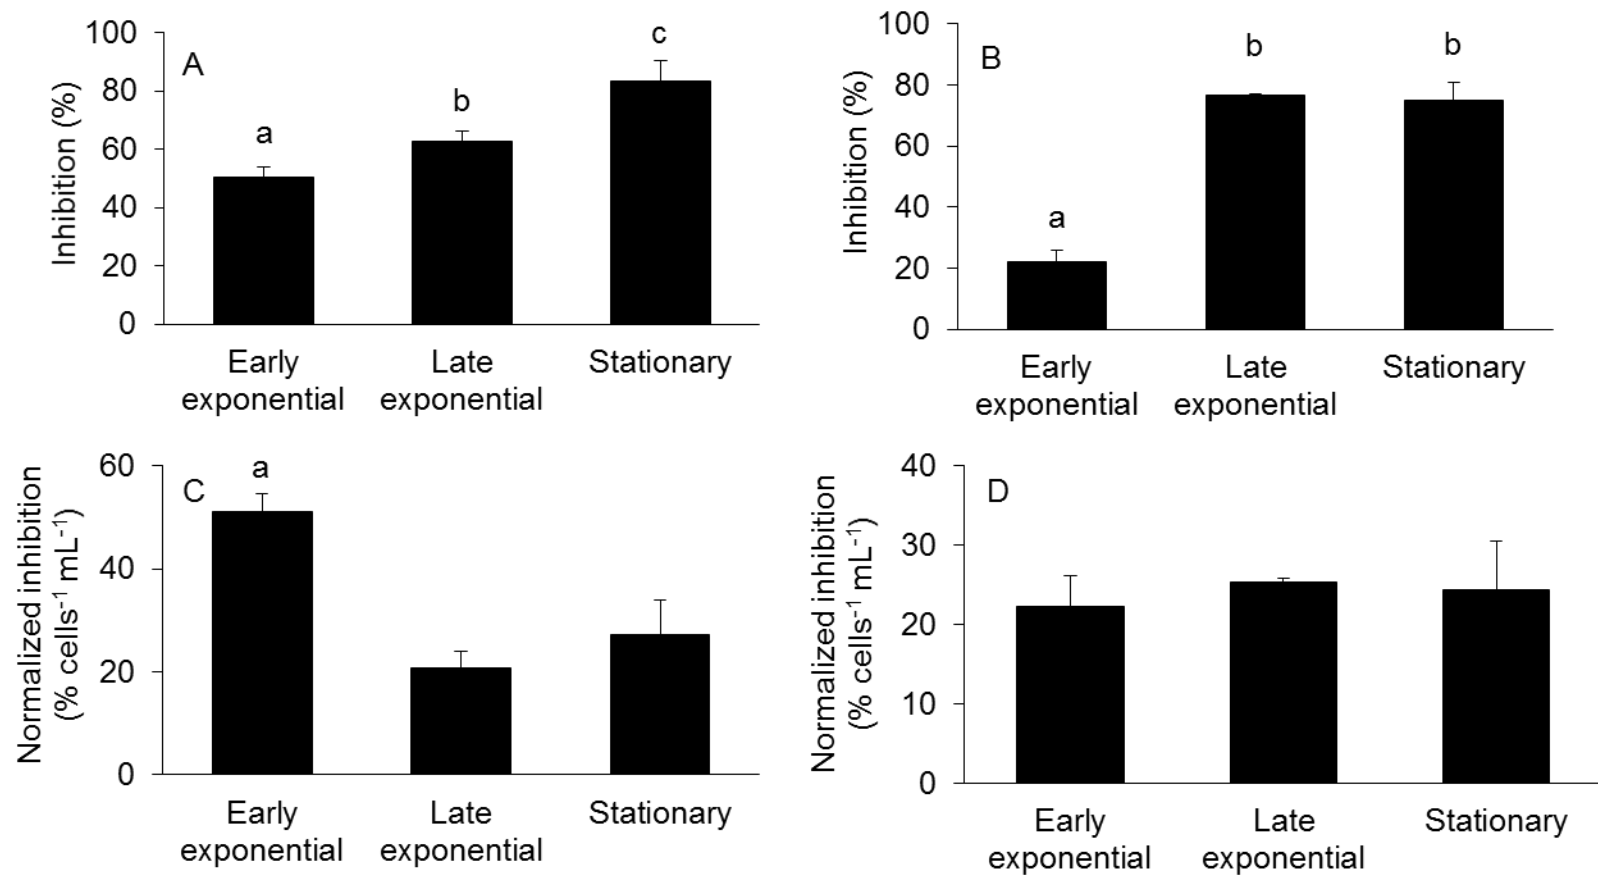 A
Inhibition (%)
100
80
60
40
20
0
a
b
c
Early
exponential
Late
exponential
Stationary
B
Inhibition (%)
100
80
60
40
20
0
a
b
b
Early
exponential
Late
exponential
Stationary
C
Normalized inhibition
(% cells⁻¹ mL⁻¹)
60
40
20
0
a
Early
exponential
Late
exponential
Stationary
D
Normalized inhibition
(% cells⁻¹ mL⁻¹)
40
30
20
10
0
Early
exponential
Late
exponential
Stationary